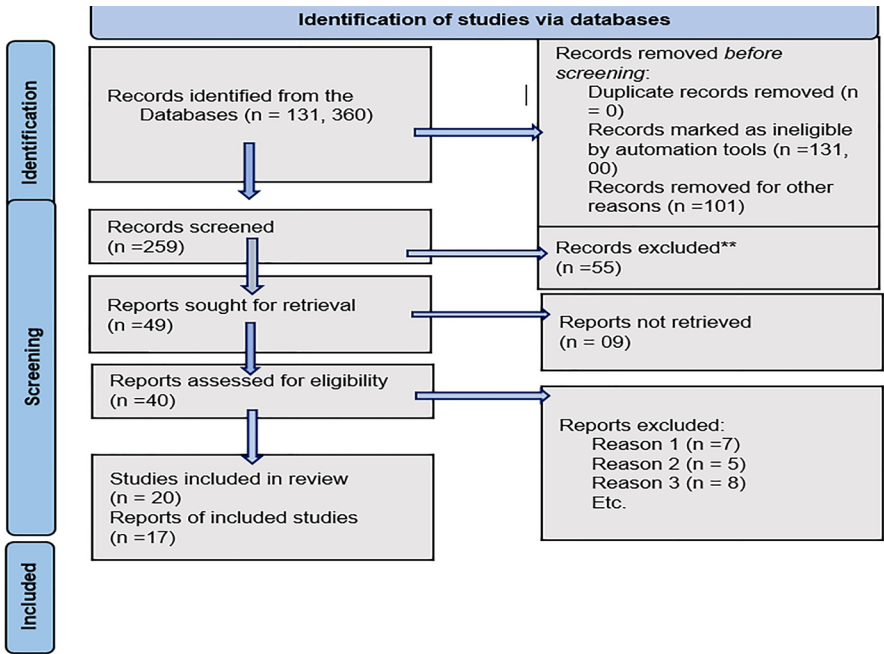 Identification of studies via databases
Identification
Records identified from the
Databases (n = 131, 360)
Records removed before
screening:
Duplicate records removed (n
= 0)
Records marked as ineligible
by automation tools (n =131,
00)
Records removed for other
reasons (n =101)
Screening
Records screened
(n =259)
Records excluded**
(n =55)
Reports sought for retrieval
(n =49)
Reports not retrieved
(n = 09)
Reports assessed for eligibility
(n =40)
Reports excluded:
Reason 1 (n =7)
Reason 2 (n = 5)
Reason 3 (n = 8)
Etc.
Studies included in review
(n = 20)
Reports of included studies
(n =17)
Included